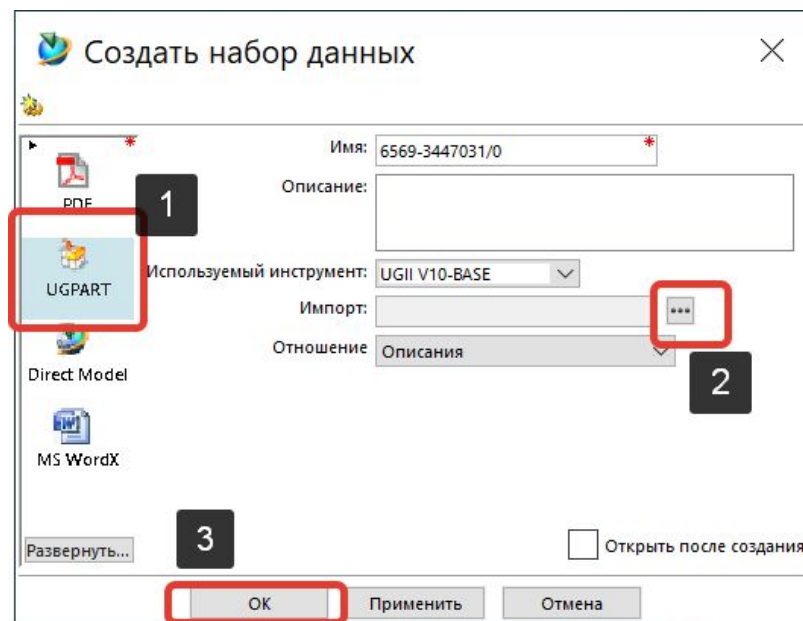 Создать набор данных
Имя: 6569-3447031/0
PDF
1
Описание:
UGPART
Используемый инструмент: UGII V10-BASE
Импорт:
Отношение Описания
2
Direct Model
MS WordX
3
Развернуть...
Открыть после создания
ОК Применить Отмена